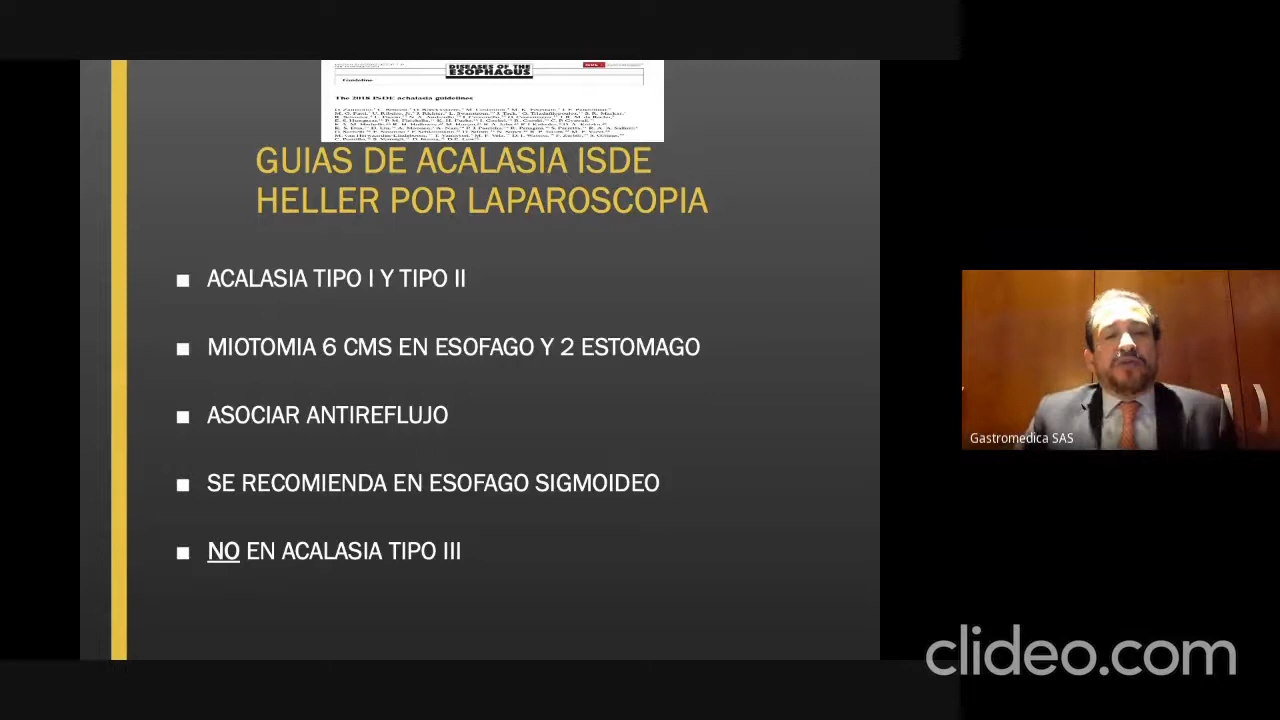 DISEASES OF THE
ESOPHAGUS
Guideline
The 2018 ISDE achalasia guidelines
GUIAS DE ACALASIA ISDE
HELLER POR LAPAROSCOPIA
■ ACALASIA TIPO I Y TIPO II
■ MIOTOMIA 6 CMS EN ESOFAGO Y 2 ESTOMAGO
■ ASOCIAR ANTIREFLUJO
■ SE RECOMIENDA EN ESOFAGO SIGMOIDEO
■ NO EN ACALASIA TIPO III
Gastromedica SAS
clideo.com